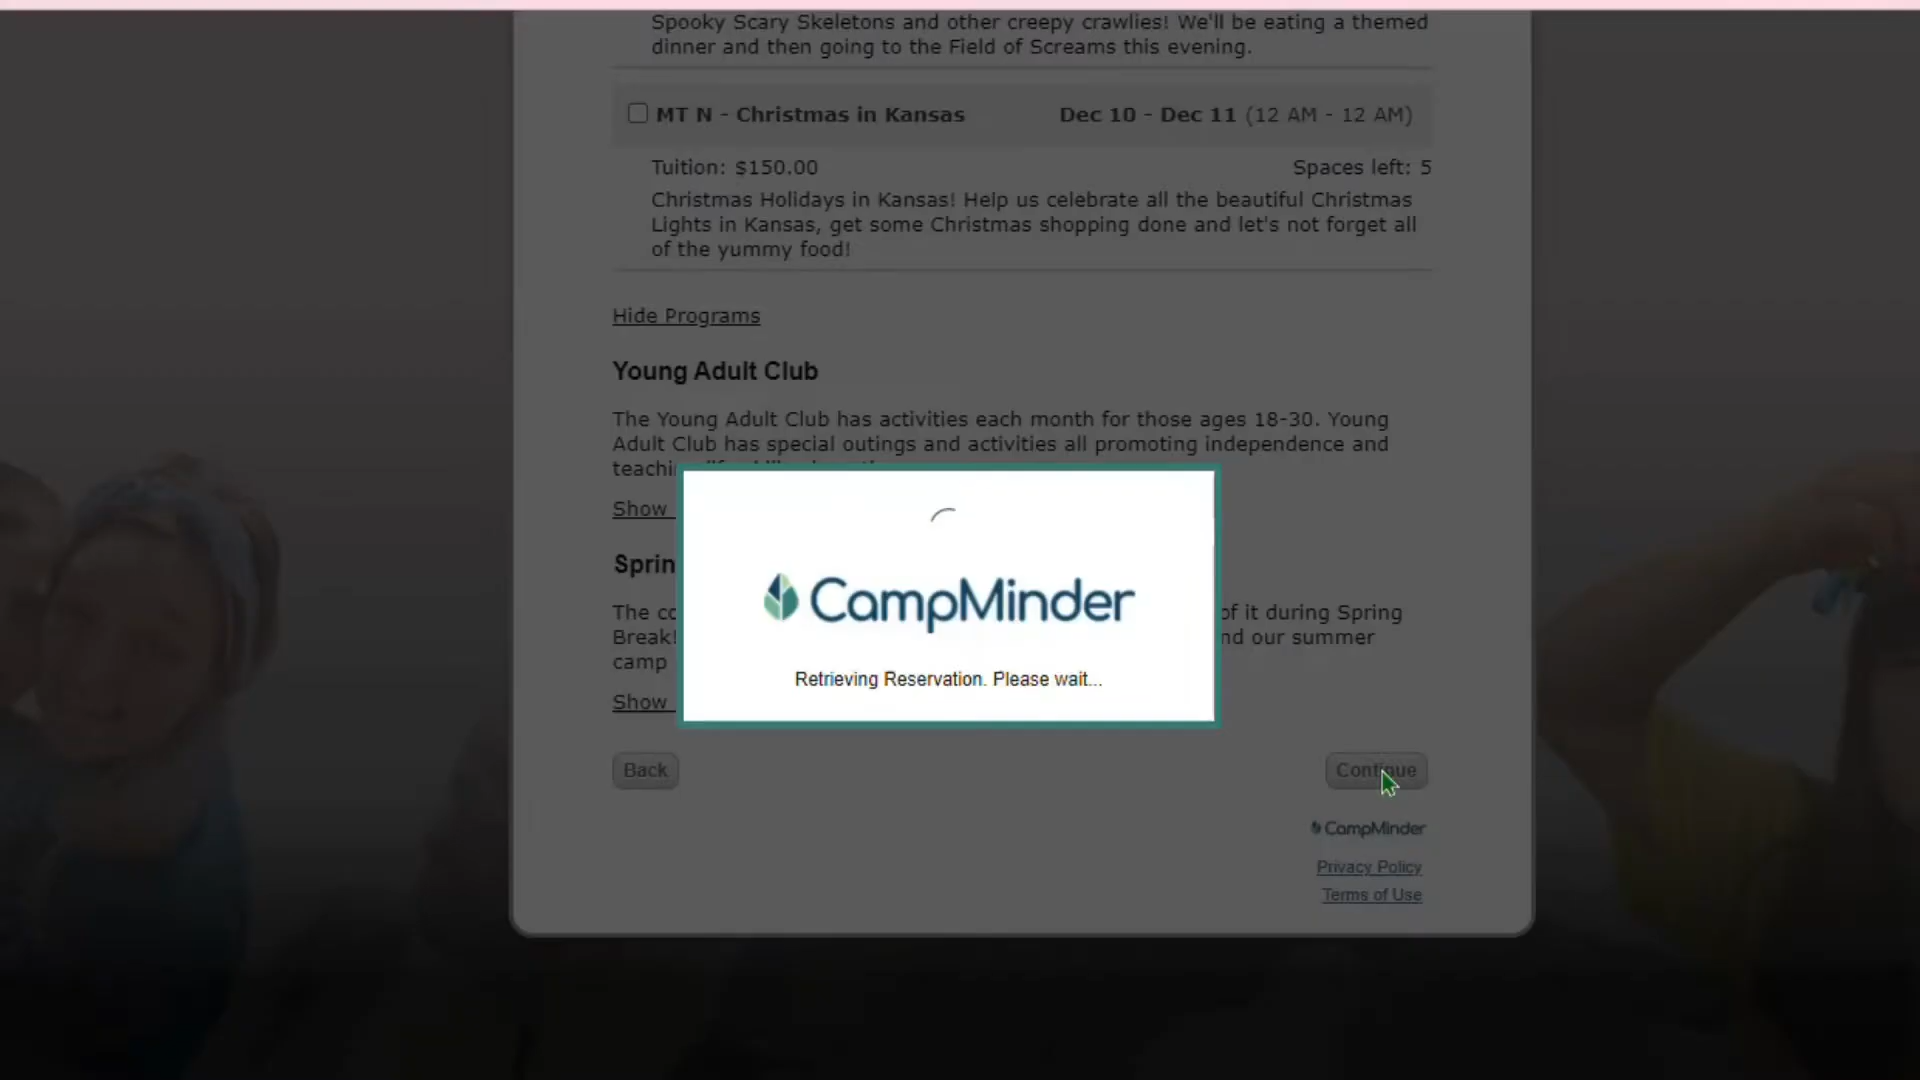 Spooky Scary Skeletons and other creepy crawlies! We'll be eating a themed
dinner and then going to the Field of Screams this evening.
MT N - Christmas in Kansas Dec 10 - Dec 11 (12 AM - 12 AM)
Tuition: $150.00 Spaces left: 5
Christmas Holidays in Kansas! Help us celebrate all the beautiful Christmas
Lights in Kansas, get some Christmas shopping done and let's not forget all
of the yummy food!
Hide Programs
Young Adult Club
The Young Adult Club has activities each month for those ages 18-30. Young
Adult Club has special outings and activities all promoting independence and
Show
The of it during Spring
Break! our summer
camp
Show
CampMinder
Retrieving Reservation. Please wait...
Back Continue
CampMinder
Privacy Policy
Terms of Use